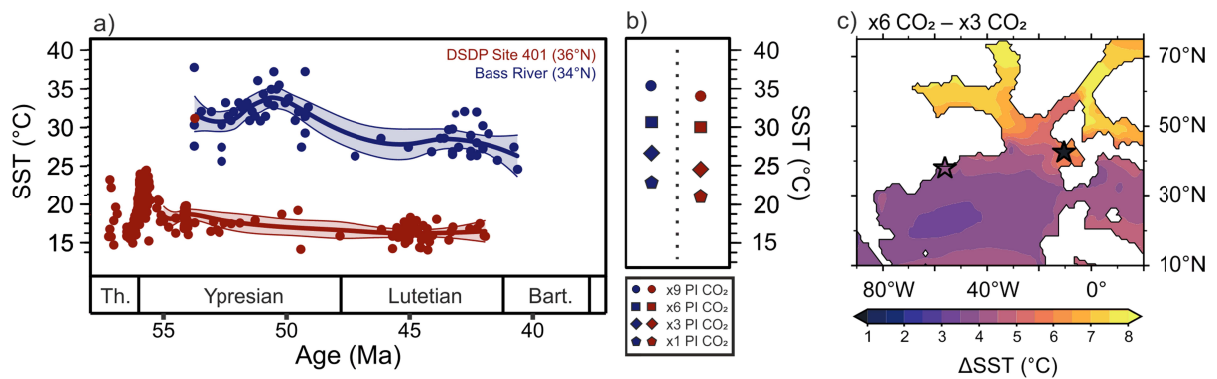 a)
40
35
30
25
20
15
SST (°C)
DSDP Site 401 (36°N)
Bass River (34°N)
Th.
Ypresian
Lutetian
Bart.
55
50
45
40
Age (Ma)
b)
40
35
30
25
20
15
SST (°C)
x9 PI CO₂
x6 PI CO₂
x3 PI CO₂
x1 PI CO₂
c) x6 CO₂ – x3 CO₂
70°N
50°N
30°N
10°N
80°W 40°W 0°
1 2 3 4 5 6 7 8
ΔSST (°C)